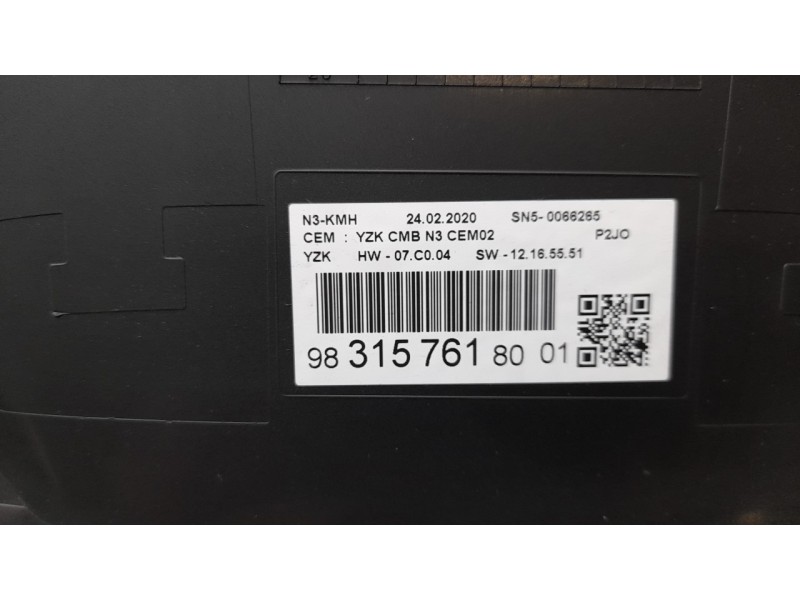 N3-KMH 24.02.2020 SN5- 0066265
CEM : YZK CMB N3 CEM02 P2JO
YZK HW - 07.C0.04 SW - 12.16.55.51
98 315 761 80 01